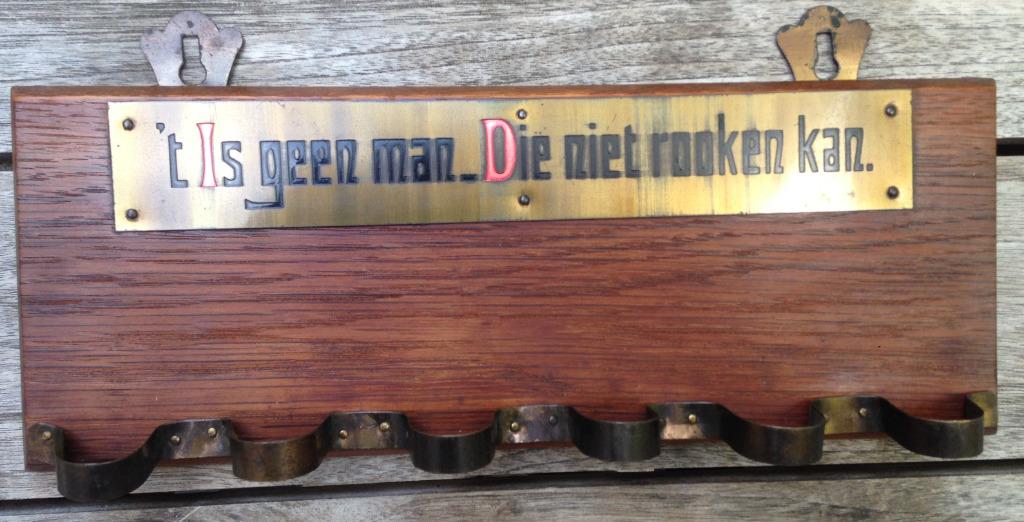 't Is geen man_Die niet rooken kan.